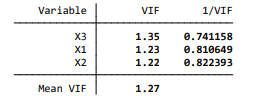 Variable VIF 1/VIF
X3 1.35 0.741158
X1 1.23 0.810649
X2 1.22 0.822393
Mean VIF 1.27